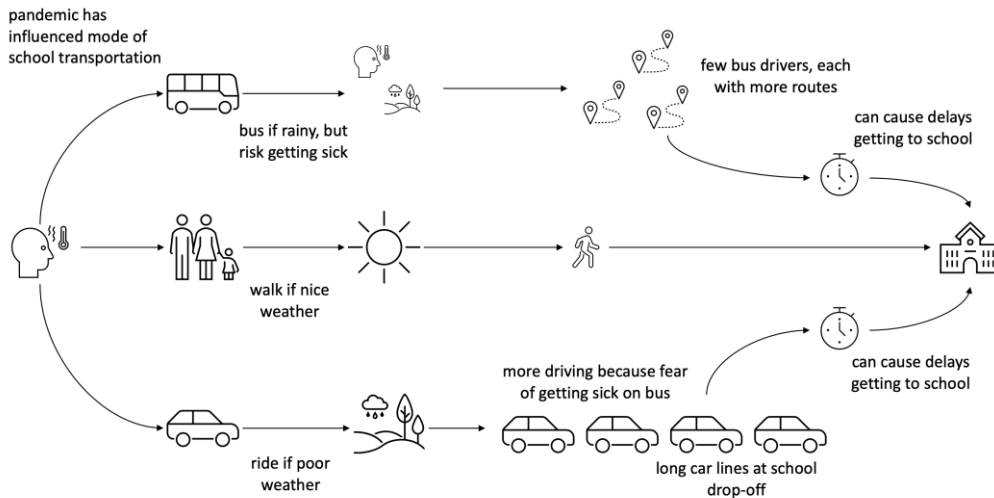 pandemic has
influenced mode of
school transportation
bus if rainy, but
risk getting sick
few bus drivers, each
with more routes
can cause delays
getting to school
walk if nice
weather
more driving because fear
of getting sick on bus
can cause delays
getting to school
ride if poor
weather
long car lines at school
drop-off